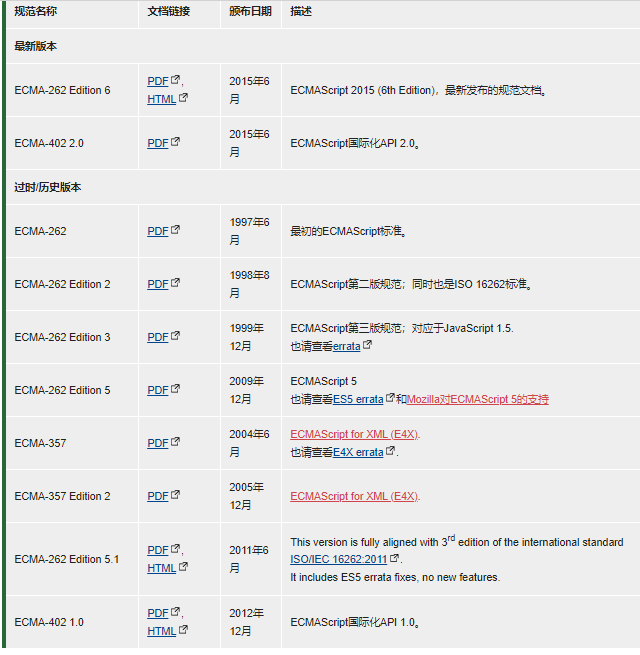 规范名称 文档链接 颁布日期 描述
最新版本
ECMA-262 Edition 6 PDF, HTML 2015年6月 ECMAScript 2015 (6th Edition)，最新发布的规范文档。
ECMA-402 2.0 PDF 2015年6月 ECMAScript国际化API 2.0。
过时/历史版本
ECMA-262 PDF 1997年6月 最初的ECMAScript标准。
ECMA-262 Edition 2 PDF 1998年8月 ECMAScript第二版规范；同时也是ISO 16262标准。
ECMA-262 Edition 3 PDF 1999年12月 ECMAScript第三版规范；对应于JavaScript 1.5.
也请查看errata
ECMA-262 Edition 5 PDF 2009年12月 ECMAScript 5
也请查看ES5 errata和Mozilla对ECMAScript 5的支持
ECMA-357 PDF 2004年6月 ECMAScript for XML (E4X).
也请查看E4X errata.
ECMA-357 Edition 2 PDF 2005年12月 ECMAScript for XML (E4X).
ECMA-262 Edition 5.1 PDF, HTML 2011年6月 This version is fully aligned with 3rd edition of the international standard
ISO/IEC 16262:2011.
It includes ES5 errata fixes, no new features.
ECMA-402 1.0 PDF, HTML 2012年12月 ECMAScript国际化API 1.0。